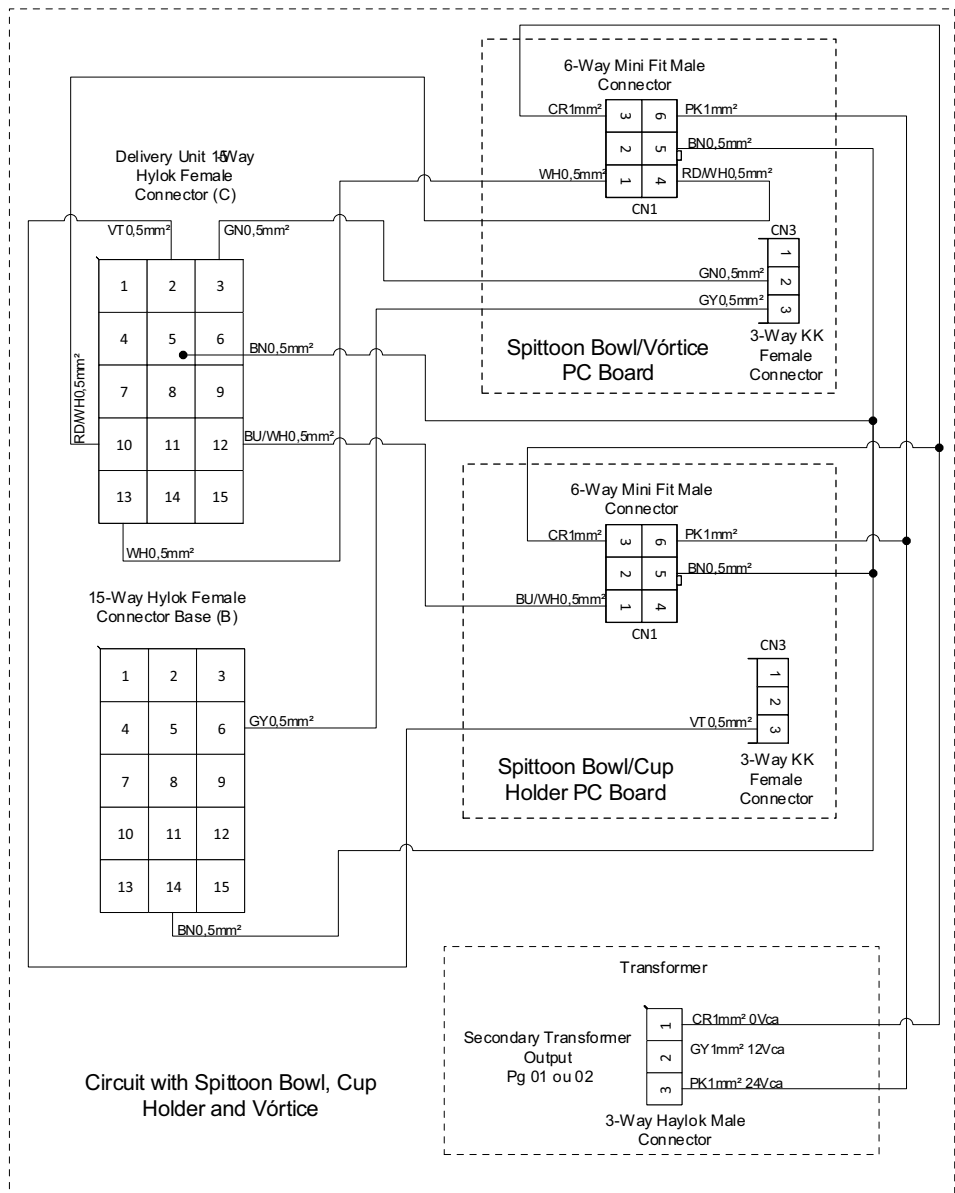 6-Way Mini Fit Male
Connector
CR1mm²
3
6
PK1mm²
2
5
BN0,5mm²
WH0,5mm²
1
4
RD/WH0,5mm²
CN1
CN3
1
GN0,5mm²
2
GY0,5mm²
3
3-Way KK
Female
Connector
Spittoon Bowl/Vórtice
PC Board
Delivery Unit 15-Way
Hylok Female
Connector (C)
VT0,5mm²
GN0,5mm²
1
2
3
4
5
6
BN0,5mm²
7
8
9
RD/WH0,5mm²
10
11
12
BU/WH0,5mm²
13
14
15
WH0,5mm²
6-Way Mini Fit Male
Connector
CR1mm²
3
6
PK1mm²
2
5
BN0,5mm²
BU/WH0,5mm²
1
4
CN1
CN3
1
2
VT0,5mm²
3
3-Way KK
Female
Connector
Spittoon Bowl/Cup
Holder PC Board
15-Way Hylok Female
Connector Base (B)
1
2
3
4
5
6
GY0,5mm²
7
8
9
10
11
12
13
14
15
BN0,5mm²
Transformer
Secondary Transformer
Output
Pg 01 ou 02
1
CR1mm² 0Vca
2
GY1mm² 12Vca
3
PK1mm² 24Vca
3-Way Haylok Male
Connector
Circuit with Spittoon Bowl, Cup
Holder and Vórtice